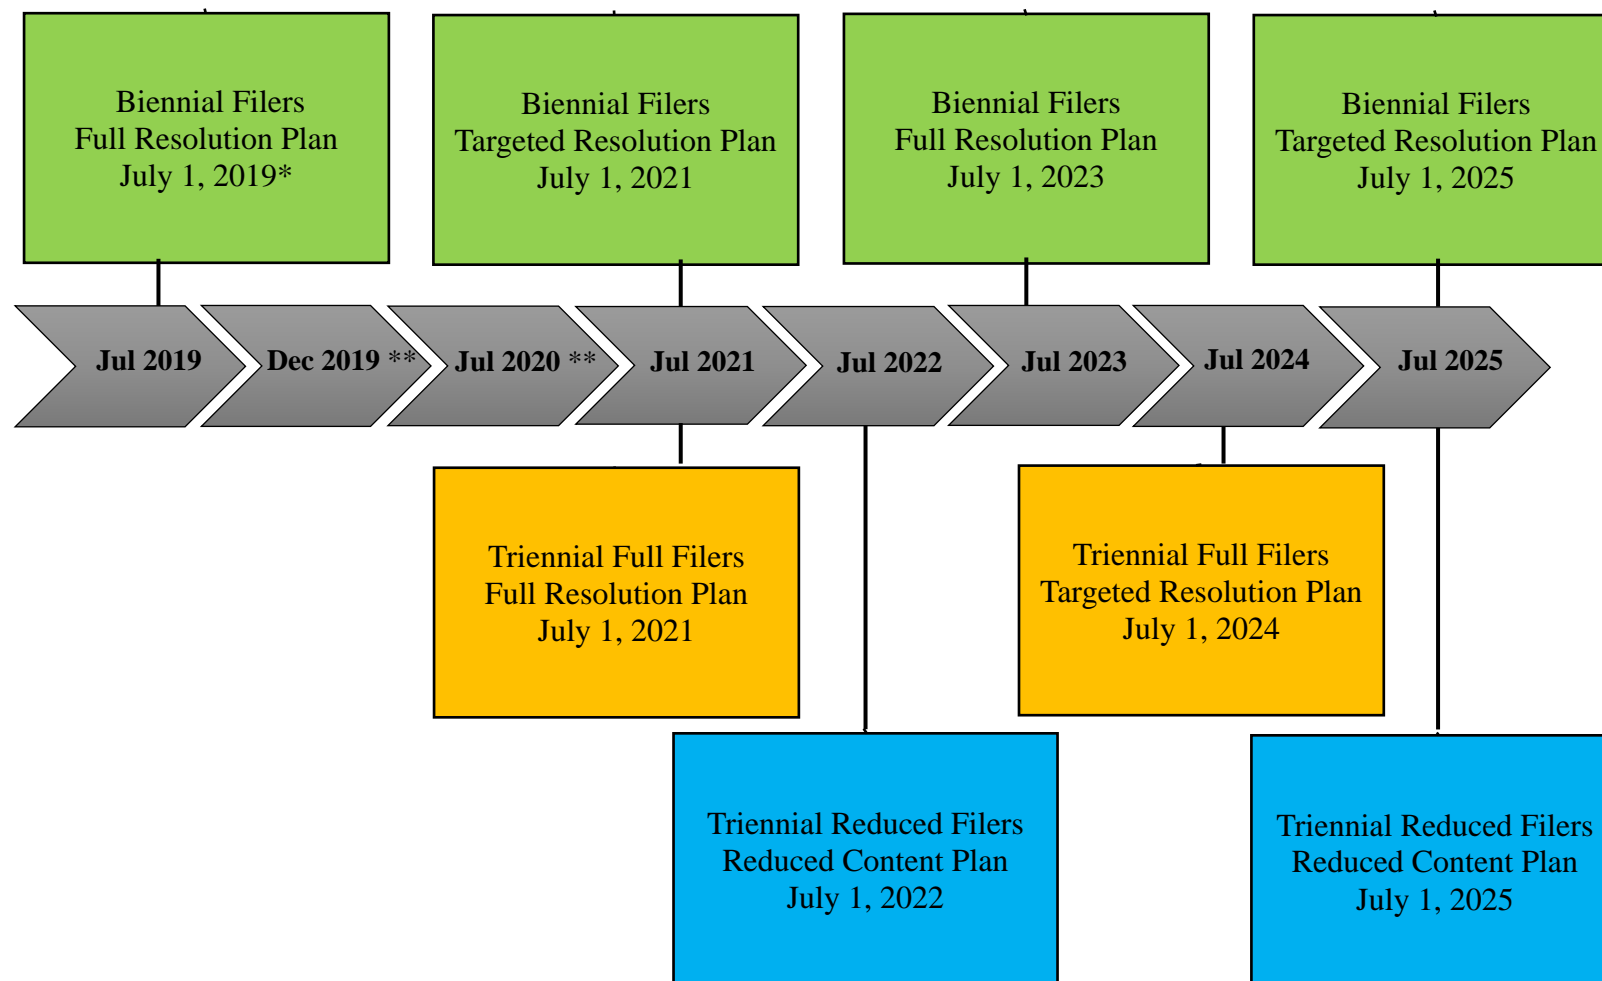 Biennial Filers
Full Resolution Plan
July 1, 2019*
Biennial Filers
Targeted Resolution Plan
July 1, 2021
Biennial Filers
Full Resolution Plan
July 1, 2023
Biennial Filers
Targeted Resolution Plan
July 1, 2025
Jul 2019
Dec 2019 **
Jul 2020 **
Jul 2021
Jul 2022
Jul 2023
Jul 2024
Jul 2025
Triennial Full Filers
Full Resolution Plan
July 1, 2021
Triennial Full Filers
Targeted Resolution Plan
July 1, 2024
Triennial Reduced Filers
Reduced Content Plan
July 1, 2022
Triennial Reduced Filers
Reduced Content Plan
July 1, 2025